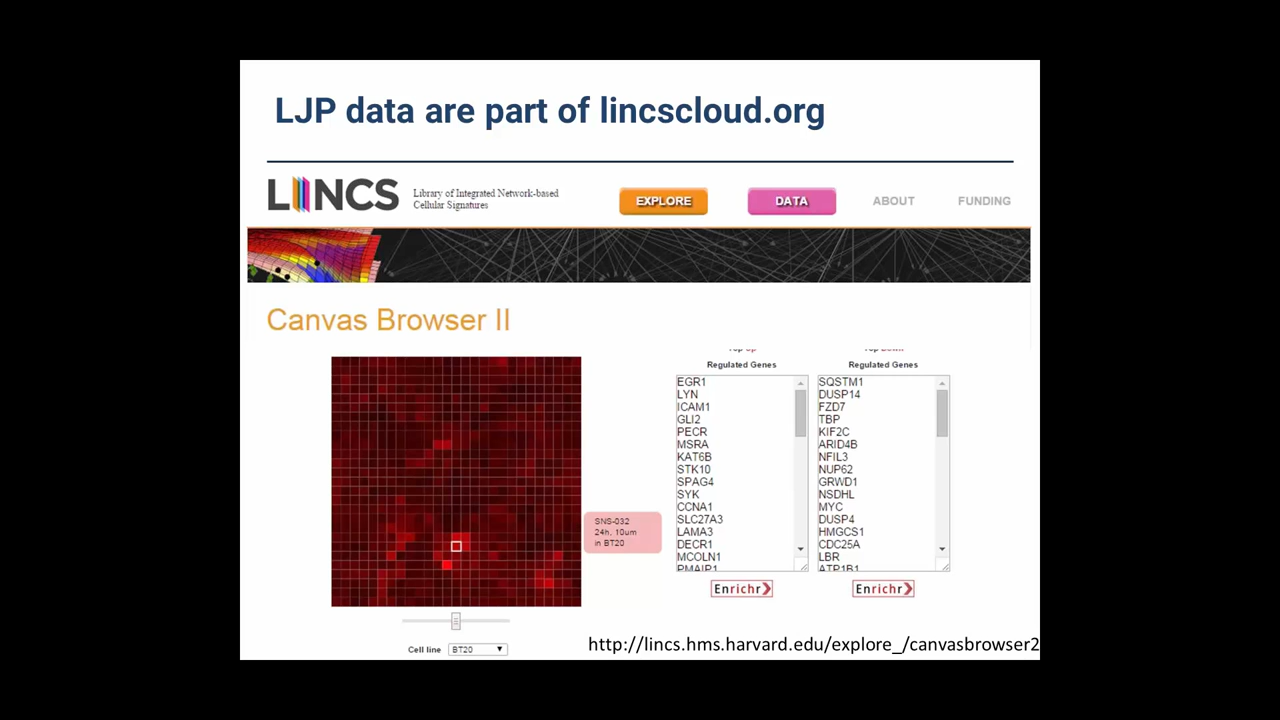 LJP data are part of lincscloud.org
LINCS
Library of Integrated Network-based
Cellular Signatures
EXPLORE
DATA
ABOUT
FUNDING
Canvas Browser II
Regulated Genes
EGR1
LYN
ICAM1
GLI2
PECR
MSRA
KAT6B
STK10
SPAG4
SYK
CCNA1
SLC27A3
LAMA3
DECR1
MCOLN1
PMAIP1
Enrichr
Regulated Genes
SQSTM1
DUSP14
FZD7
TBP
KIF2C
ARID4B
NFIL3
NUP62
GRWD1
NSDHL
MYC
DUSP4
HMGCS1
CDC25A
LBR
ATP1B1
Enrichr
SNS-032
24h, 10um
in BT20
Cell line
BT20
http://lincs.hms.harvard.edu/explore_/canvasbrowser2